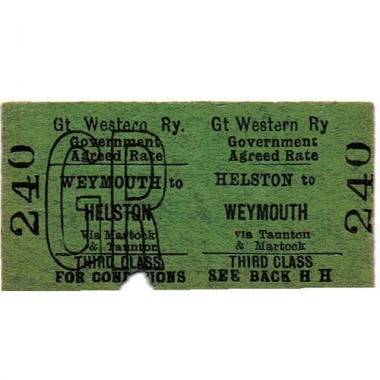 240
Gt Western Ry.
Government
Agreed Rate
WEYMOUTH to
HELSTON
Via Martock
& Taunton
THIRD CLASS
FOR CONDITIONS
GR
Gt Western Ry
Government
Agreed Rate
HELSTON to
WEYMOUTH
via Taunton
& Martock
THIRD CLASS
SEE BACK H H
240